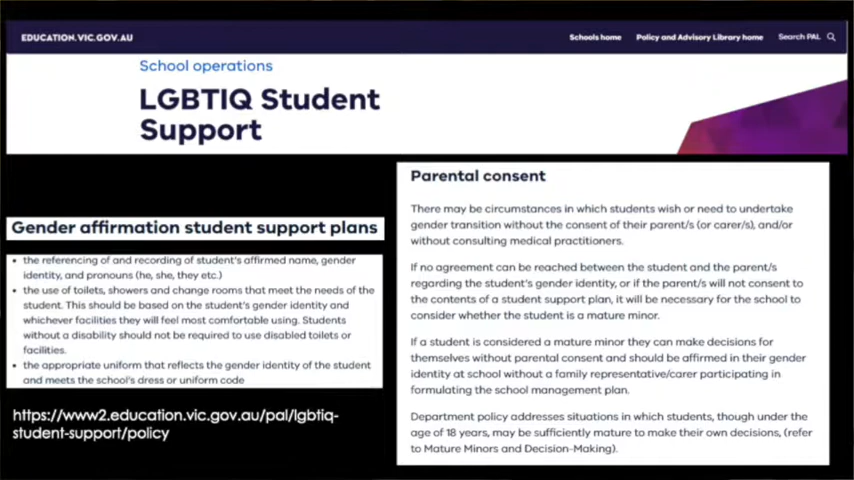 EDUCATION.VIC.GOV.AU
Schools home Policy and Advisory Library home Search PAL
School operations
LGBTIQ Student
Support
Gender affirmation student support plans
• the referencing of and recording of student's affirmed name, gender
identity, and pronouns (he, she, they etc.)
• the use of toilets, showers and change rooms that meet the needs of the
student. This should be based on the student's gender identity and
whichever facilities they will feel most comfortable using. Students
without a disability should not be required to use disabled toilets or
facilities.
• the appropriate uniform that reflects the gender identity of the student
and meets the school's dress or uniform code
https://www2.education.vic.gov.au/pal/lgbtiq-
student-support/policy
Parental consent
There may be circumstances in which students wish or need to undertake
gender transition without the consent of their parent/s (or carer/s), and/or
without consulting medical practitioners.
If no agreement can be reached between the student and the parent/s
regarding the student's gender identity, or if the parent/s will not consent to
the contents of a student support plan, it will be necessary for the school to
consider whether the student is a mature minor.
If a student is considered a mature minor they can make decisions for
themselves without parental consent and should be affirmed in their gender
identity at school without a family representative/carer participating in
formulating the school management plan.
Department policy addresses situations in which students, though under the
age of 18 years, may be sufficiently mature to make their own decisions, (refer
to Mature Minors and Decision-Making).